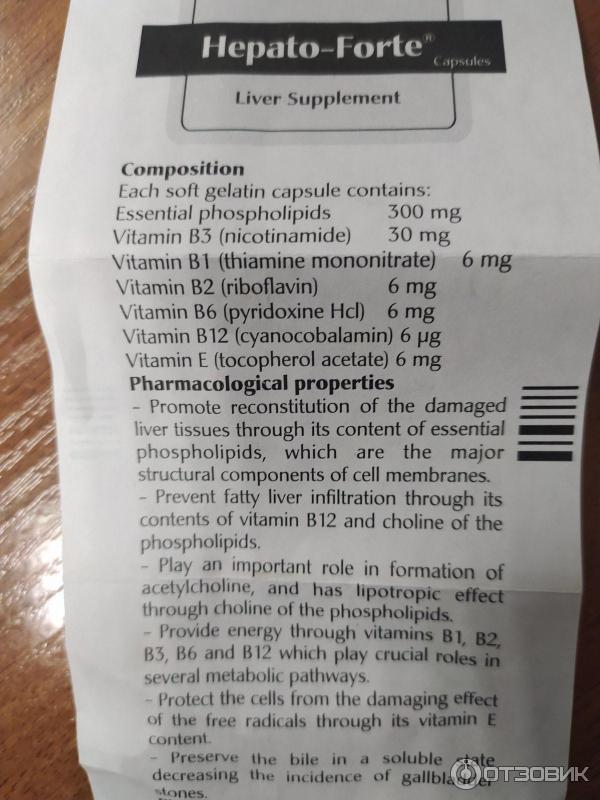 Hepato-Forte®
Capsules
Liver Supplement
Composition
Each soft gelatin capsule contains:
Essential phospholipids 300 mg
Vitamin B3 (nicotinamide) 30 mg
Vitamin B1 (thiamine mononitrate) 6 mg
Vitamin B2 (riboflavin) 6 mg
Vitamin B6 (pyridoxine Hcl) 6 mg
Vitamin B12 (cyanocobalamin) 6 µg
Vitamin E (tocopherol acetate) 6 mg
Pharmacological properties
- Promote reconstitution of the damaged
liver tissues through its content of essential
phospholipids, which are the major
structural components of cell membranes.
- Prevent fatty liver infiltration through its
contents of vitamin B12 and choline of the
phospholipids.
- Play an important role in formation of
acetylcholine, and has lipotropic effect
through choline of the phospholipids.
- Provide energy through vitamins B1, B2,
B3, B6 and B12 which play crucial roles in
several metabolic pathways.
- Protect the cells from the damaging effect
of the free radicals through its vitamin E
content.
- Preserve the bile in a soluble state
decreasing the incidence of gallbladder
stones.
ОТЗОВИК